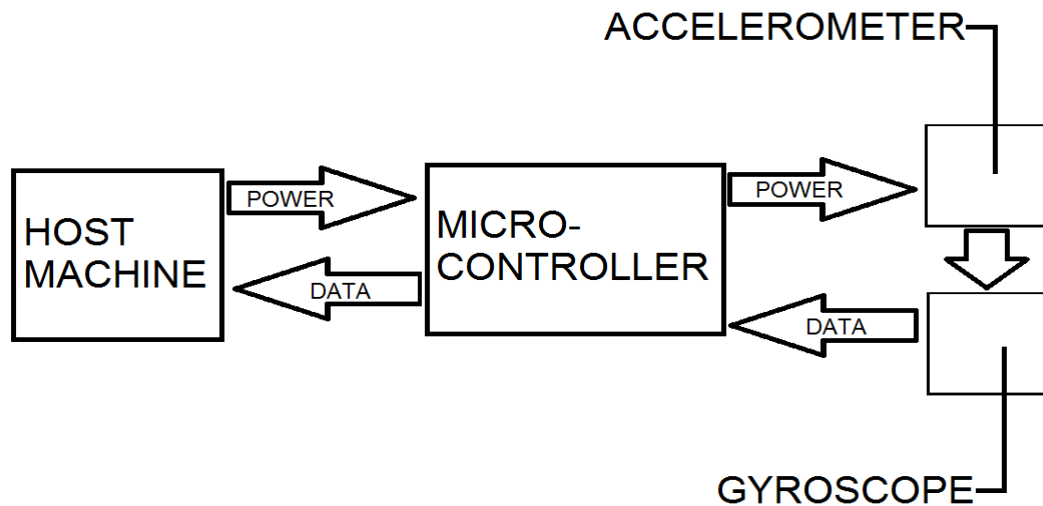 ACCELEROMETER
HOST
MACHINE
POWER
DATA
MICRO-
CONTROLLER
POWER
DATA
GYROSCOPE